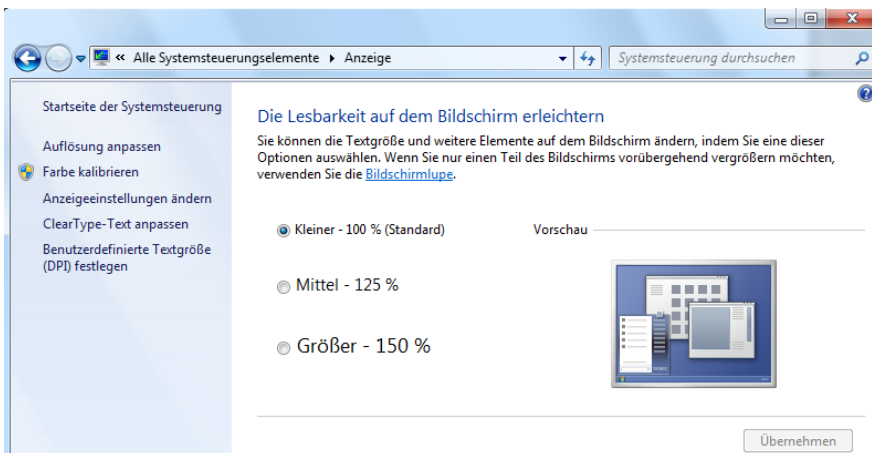 « Alle Systemsteuerungselemente ▸ Anzeige
Systemsteuerung durchsuchen
Startseite der Systemsteuerung
Auflösung anpassen
Farbe kalibrieren
Anzeigeeinstellungen ändern
ClearType-Text anpassen
Benutzerdefinierte Textgröße
(DPI) festlegen
Die Lesbarkeit auf dem Bildschirm erleichtern
Sie können die Textgröße und weitere Elemente auf dem Bildschirm ändern, indem Sie eine dieser
Optionen auswählen. Wenn Sie nur einen Teil des Bildschirms vorübergehend vergrößern möchten,
verwenden Sie die Bildschirmlupe.
Kleiner - 100 % (Standard)
Vorschau
Mittel - 125 %
Größer - 150 %
Übernehmen